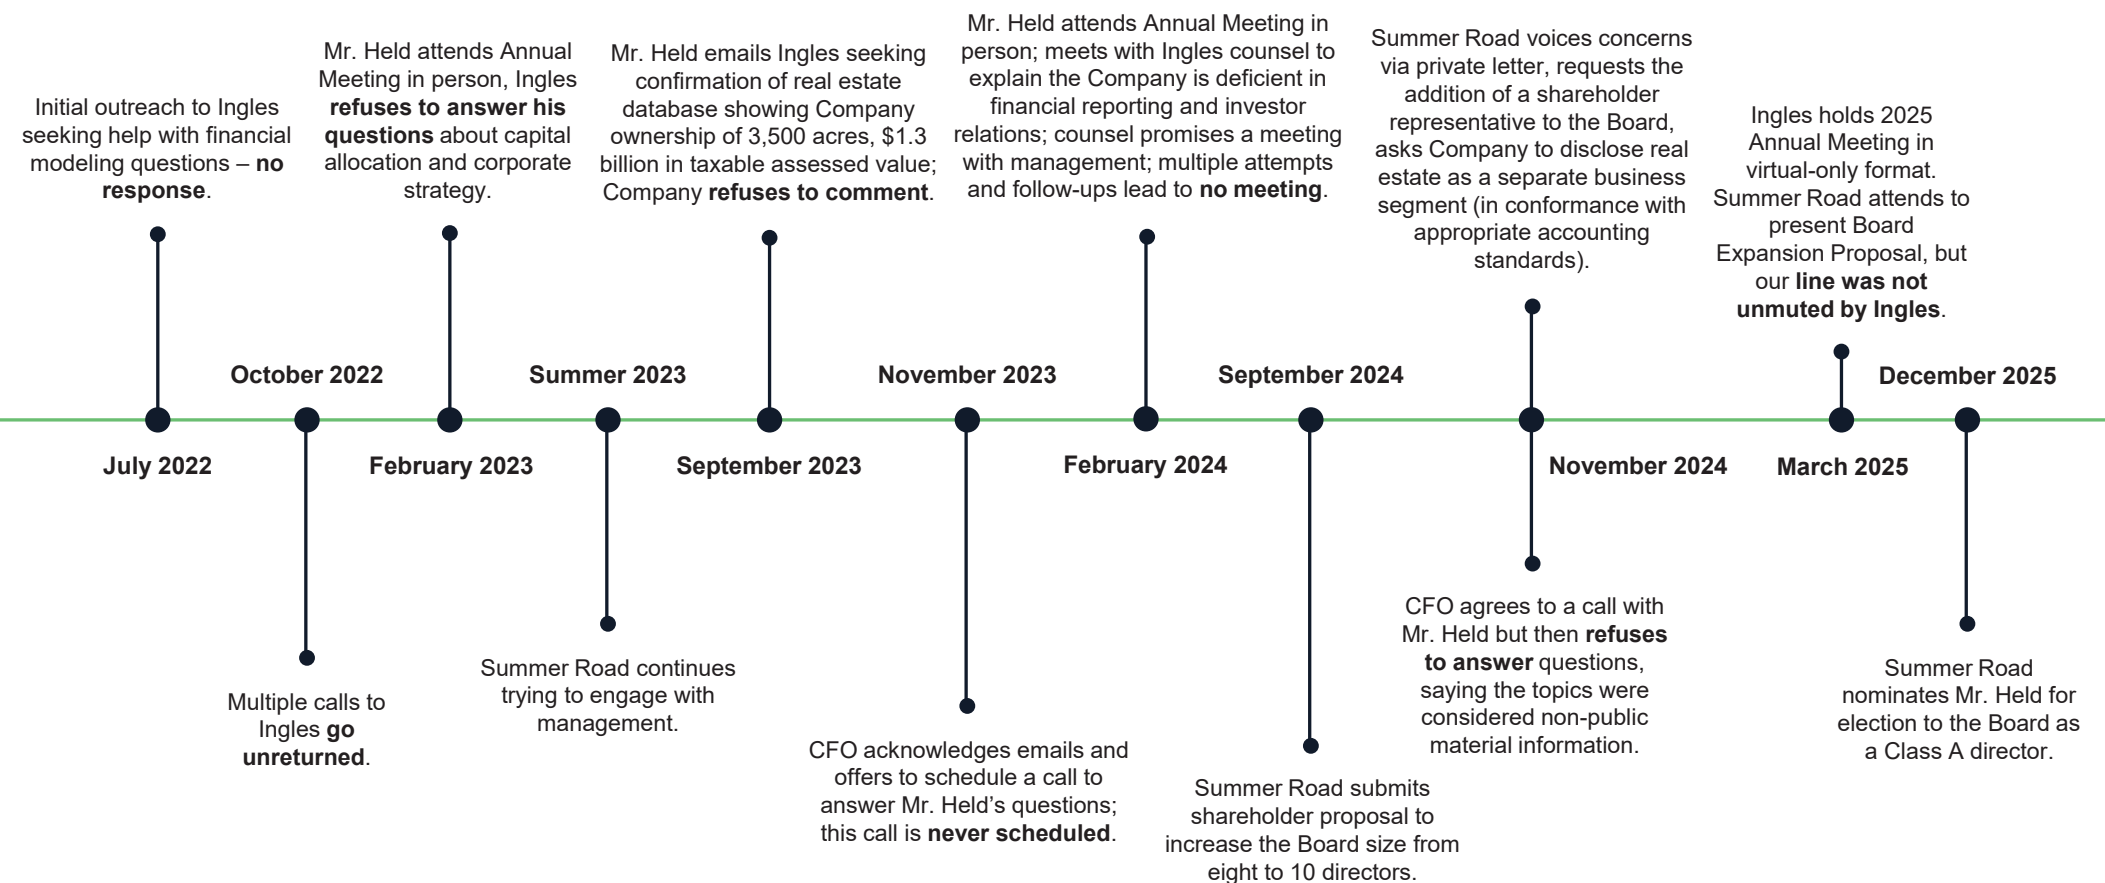 Initial outreach to Ingles
seeking help with financial
modeling questions – no
response.
July 2022
October 2022
Multiple calls to
Ingles go
unreturned.
Mr. Held attends Annual
Meeting in person, Ingles
refuses to answer his
questions about capital
allocation and corporate
strategy.
February 2023
Summer 2023
Summer Road continues
trying to engage with
management.
Mr. Held emails Ingles seeking
confirmation of real estate
database showing Company
ownership of 3,500 acres, $1.3
billion in taxable assessed value;
Company refuses to comment.
September 2023
November 2023
CFO acknowledges emails and
offers to schedule a call to
answer Mr. Held’s questions;
this call is never scheduled.
Mr. Held attends Annual Meeting in
person; meets with Ingles counsel to
explain the Company is deficient in
financial reporting and investor
relations; counsel promises a meeting
with management; multiple attempts
and follow-ups lead to no meeting.
February 2024
September 2024
Summer Road submits
shareholder proposal to
increase the Board size from
eight to 10 directors.
Summer Road voices concerns
via private letter, requests the
addition of a shareholder
representative to the Board,
asks Company to disclose real
estate as a separate business
segment (in conformance with
appropriate accounting
standards).
November 2024
CFO agrees to a call with
Mr. Held but then refuses
to answer questions,
saying the topics were
considered non-public
material information.
Ingles holds 2025
Annual Meeting in
virtual-only format.
Summer Road attends to
present Board
Expansion Proposal, but
our line was not
unmuted by Ingles.
March 2025
December 2025
Summer Road
nominates Mr. Held for
election to the Board as
a Class A director.